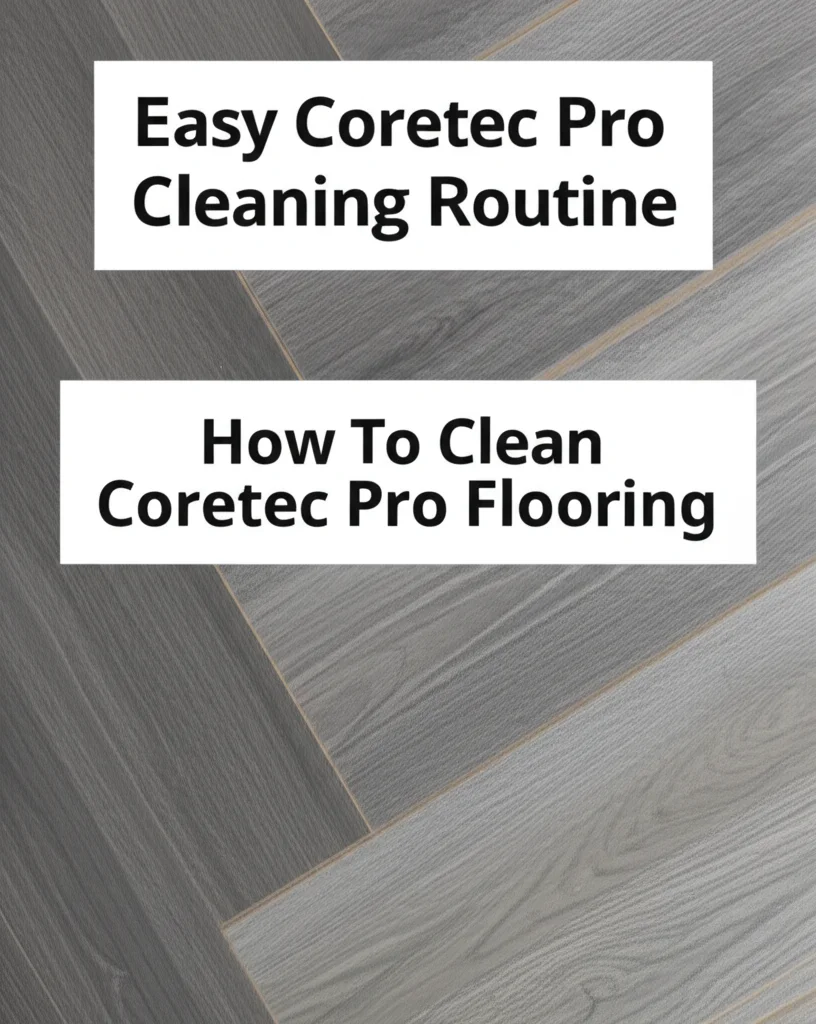 Easy Coretec Pro
Cleaning Routine
How To Clean
Coretec Pro Flooring